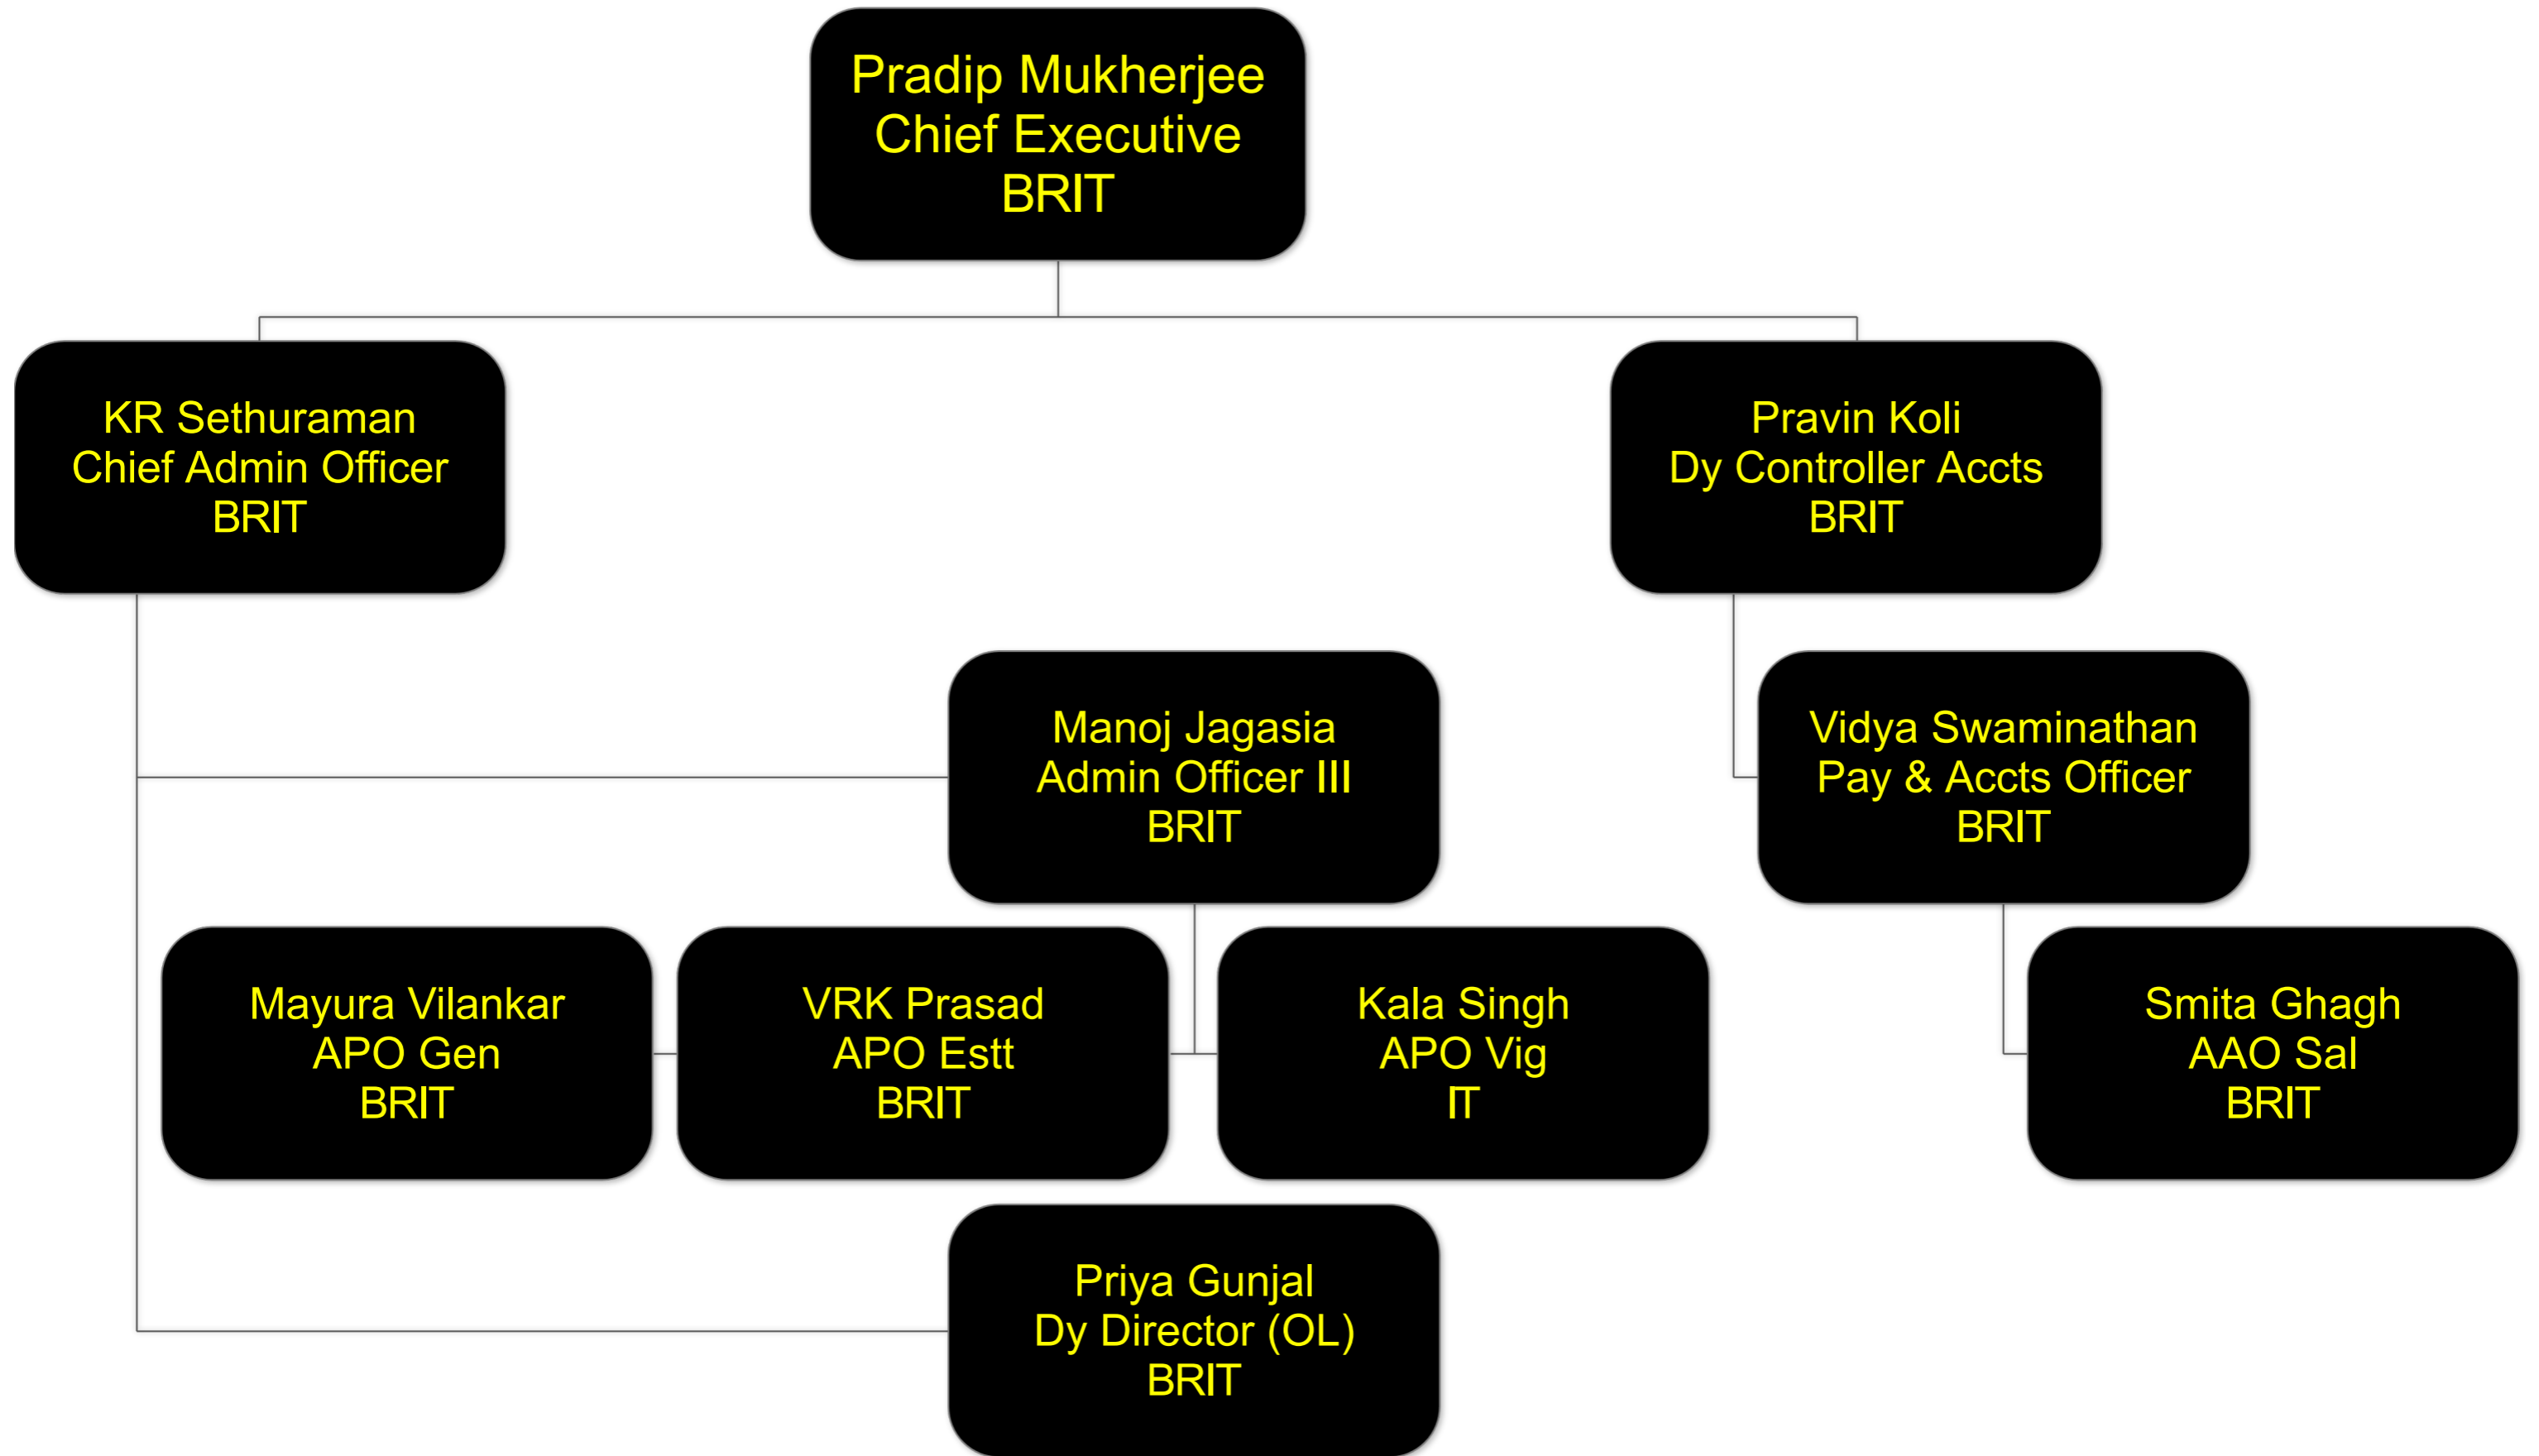 Pradip Mukherjee
Chief Executive
BRIT
KR Sethuraman
Chief Admin Officer
BRIT
Pravin Koli
Dy Controller Accts
BRIT
Manoj Jagasia
Admin Officer III
BRIT
Vidya Swaminathan
Pay & Accts Officer
BRIT
Mayura Vilankar
APO Gen
BRIT
VRK Prasad
APO Estt
BRIT
Kala Singh
APO Vig
IT
Smita Ghagh
AAO Sal
BRIT
Priya Gunjal
Dy Director (OL)
BRIT